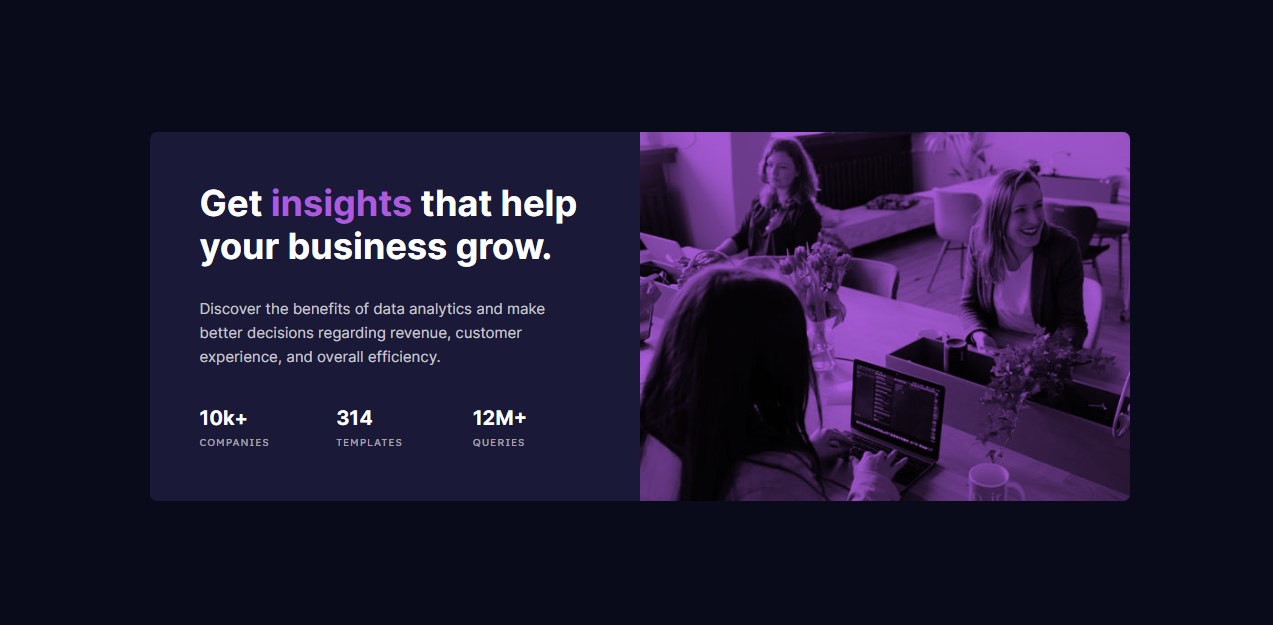 Get insights that help
your business grow.
Discover the benefits of data analytics and make
better decisions regarding revenue, customer
experience, and overall efficiency.
10k+ 314 12M+
COMPANIES TEMPLATES QUERIES